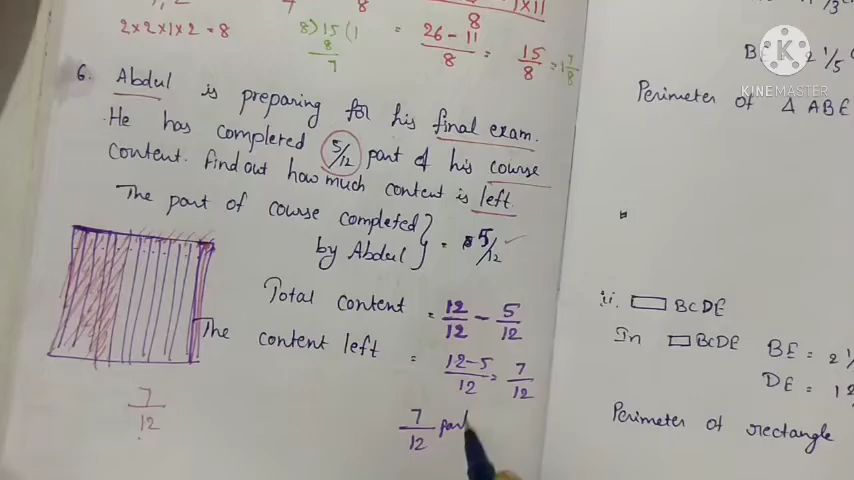 2x2x1x2=8
8) 15 (1
8
7
= 26-11/8 = 15/8 = 1 7/8
8
6. Abdul is preparing for his final exam.
He has completed 5/12 part of his course
content. Find out how much content is left.
The part of course completed
by Abdul } = 5/12 ✓
Total content = 12/12 - 5/12
The content left = 12-5/12 = 7/12
7/12
7/12 part
KINEMASTER
Perimeter of △ ABE
ii. ▭ BCDE
In ▭BCDE BE = 2
DE =
Perimeter of rectangle